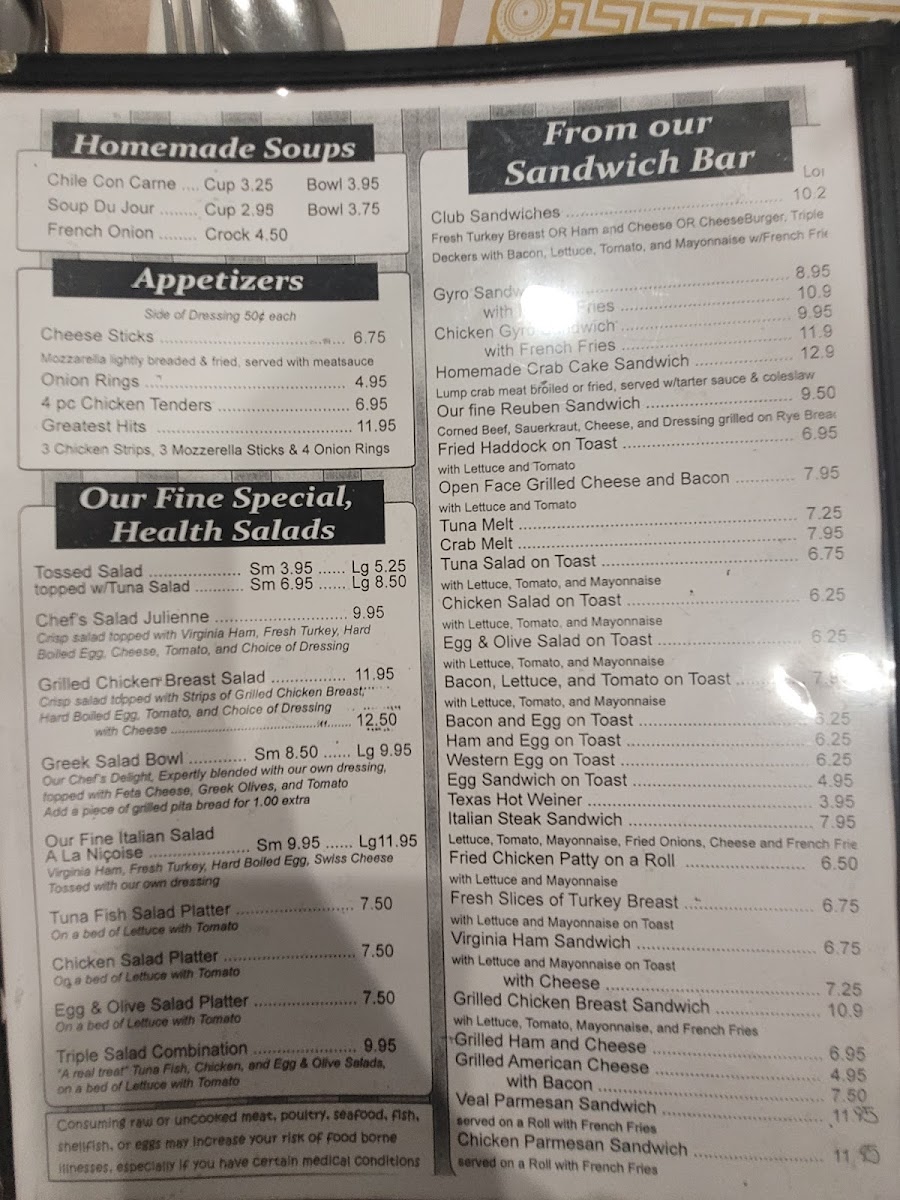 Homemade Soups
Chile Con Carne .... Cup 3.25 Bowl 3.95
Soup Du Jour ........ Cup 2.95 Bowl 3.75
French Onion ........ Crock 4.50
Appetizers
Side of Dressing 50¢ each
Cheese Sticks ........ 6.75
Mozzarella lightly breaded & fried, served with meatsauce
Onion Rings ........ 4.95
4 pc Chicken Tenders ........ 6.95
Greatest Hits ........ 11.95
3 Chicken Strips, 3 Mozzerella Sticks & 4 Onion Rings
Our Fine Special,
Health Salads
Tossed Salad ........ Sm 3.95 ...... Lg 5.25
topped w/Tuna Salad ........ Sm 6.95 ...... Lg 8.50
Chef's Salad Julienne ........ 9.95
Crisp salad topped with Virginia Ham, Fresh Turkey, Hard
Boiled Egg, Cheese, Tomato, and Choice of Dressing
Grilled Chicken Breast Salad ........ 11.95
Crisp salad topped with Strips of Grilled Chicken Breast,
Hard Boiled Egg, Tomato, and Choice of Dressing
with Cheese ........ 12.50
Greek Salad Bowl ........ Sm 8.50 ...... Lg 9.95
Our Chef's Delight, Expertly blended with our own dressing,
topped with Feta Cheese, Greek Olives, and Tomato
Add a piece of grilled pita bread for 1.00 extra
Our Fine Italian Salad
A La Niçoise ........ Sm 9.95 ...... Lg11.95
Virginia Ham, Fresh Turkey, Hard Boiled Egg, Swiss Cheese
Tossed with our own dressing
Tuna Fish Salad Platter ........ 7.50
On a bed of Lettuce with Tomato
Chicken Salad Platter ........ 7.50
On a bed of Lettuce with Tomato
Egg & Olive Salad Platter ........ 7.50
On a bed of Lettuce with Tomato
Triple Salad Combination ........ 9.95
"A real treat" Tuna Fish, Chicken, and Egg & Olive Salads,
on a bed of Lettuce with Tomato
Consuming raw or uncooked meat, poultry, seafood, fish,
shellfish, or eggs may increase your risk of food borne
illnesses, especially if you have certain medical conditions
From our
Sandwich Bar
Club Sandwiches ........ 10.2
Fresh Turkey Breast OR Ham and Cheese OR CheeseBurger, Triple
Deckers with Bacon, Lettuce, Tomato, and Mayonnaise w/French Frie
Gyro Sandw ........ 8.95
with Fries ........ 10.9
Chicken Gyro Sandwich ........ 9.95
with French Fries ........ 11.9
Homemade Crab Cake Sandwich ........ 12.9
Lump crab meat broiled or fried, served w/tarter sauce & coleslaw
Our fine Reuben Sandwich ........ 9.50
Corned Beef, Sauerkraut, Cheese, and Dressing grilled on Rye Brea
Fried Haddock on Toast ........ 6.95
with Lettuce and Tomato
Open Face Grilled Cheese and Bacon ........ 7.95
with Lettuce and Tomato
Tuna Melt ........ 7.25
Crab Melt ........ 7.95
Tuna Salad on Toast ........ 6.75
with Lettuce, Tomato, and Mayonnaise
Chicken Salad on Toast ........ 6.25
with Lettuce, Tomato, and Mayonnaise
Egg & Olive Salad on Toast ........ 6.25
with Lettuce, Tomato, and Mayonnaise
Bacon, Lettuce, and Tomato on Toast ........
with Lettuce, Tomato, and Mayonnaise
Bacon and Egg on Toast ........ 6.25
Ham and Egg on Toast ........ 6.25
Western Egg on Toast ........ 6.25
Egg Sandwich on Toast ........ 4.95
Texas Hot Weiner ........ 3.95
Italian Steak Sandwich ........ 7.95
Lettuce, Tomato, Mayonnaise, Fried Onions, Cheese and French Frie
Fried Chicken Patty on a Roll ........ 6.50
with Lettuce and Mayonnaise
Fresh Slices of Turkey Breast ........ 6.75
with Lettuce and Mayonnaise on Toast
Virginia Ham Sandwich ........ 6.75
with Lettuce and Mayonnaise on Toast
with Cheese ........ 7.25
Grilled Chicken Breast Sandwich ........ 10.9
wih Lettuce, Tomato, Mayonnaise, and French Fries
Grilled Ham and Cheese ........ 6.95
Grilled American Cheese ........ 4.95
with Bacon ........ 7.50
Veal Parmesan Sandwich ........ 11.95
served on a Roll with French Fries
Chicken Parmesan Sandwich ........ 11.95
served on a Roll with French Fries